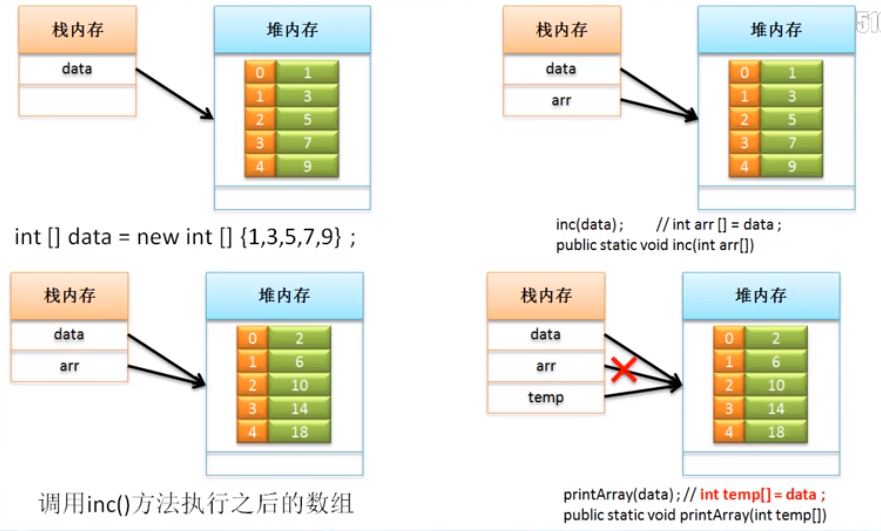 栈内存
堆内存
data
0 1
1 3
2 5
3 7
4 9
int [] data = new int [] {1,3,5,7,9} ;
栈内存
堆内存
data
arr
0 1
1 3
2 5
3 7
4 9
inc(data) ; // int arr [] = data ;
public static void inc(int arr[])
栈内存
堆内存
data
arr
0 2
1 6
2 10
3 14
4 18
调用inc()方法执行之后的数组
栈内存
堆内存
data
arr
temp
0 2
1 6
2 10
3 14
4 18
printArray(data) ; // int temp[] = data ;
public static void printArray(int temp[])